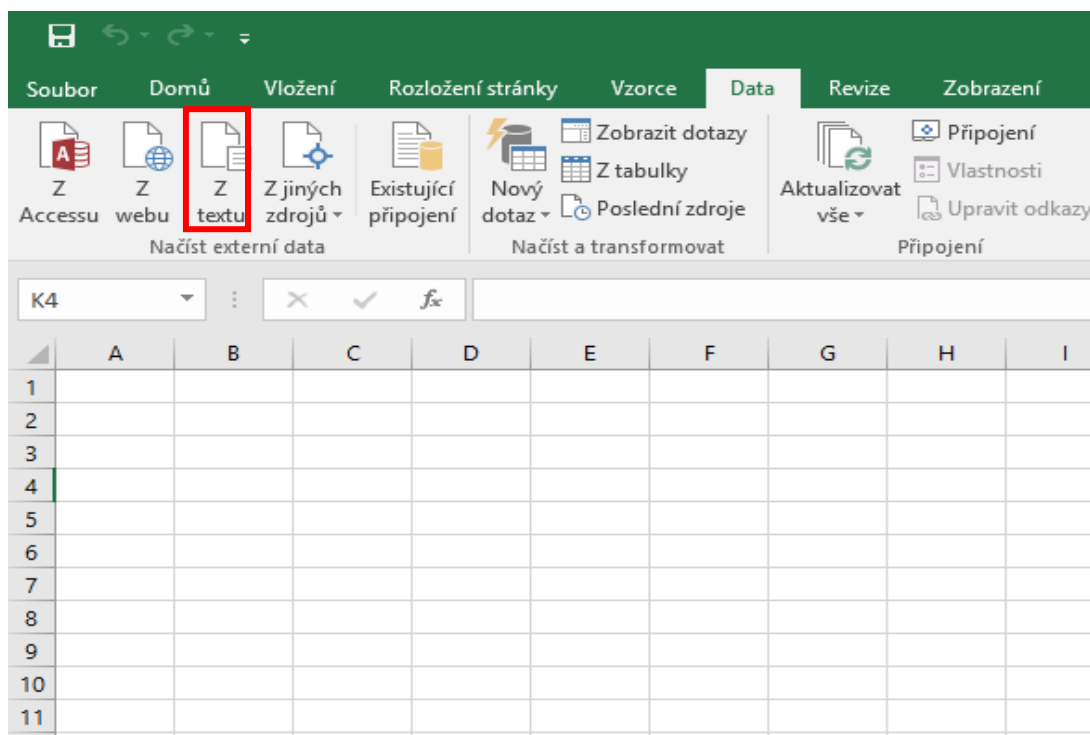 Soubor Domů Vložení Rozložení stránky Vzorce Data Revize Zobrazení
Z Accessu
Z webu
Z textu
Z jiných zdrojů
Existující připojení
Načíst externí data
Nový dotaz
Zobrazit dotazy
Z tabulky
Poslední zdroje
Načíst a transformovat
Aktualizovat vše
Připojení
Vlastnosti
Upravit odkazy
Připojení
K4 fx
A B C D E F G H I
1
2
3
4
5
6
7
8
9
10
11